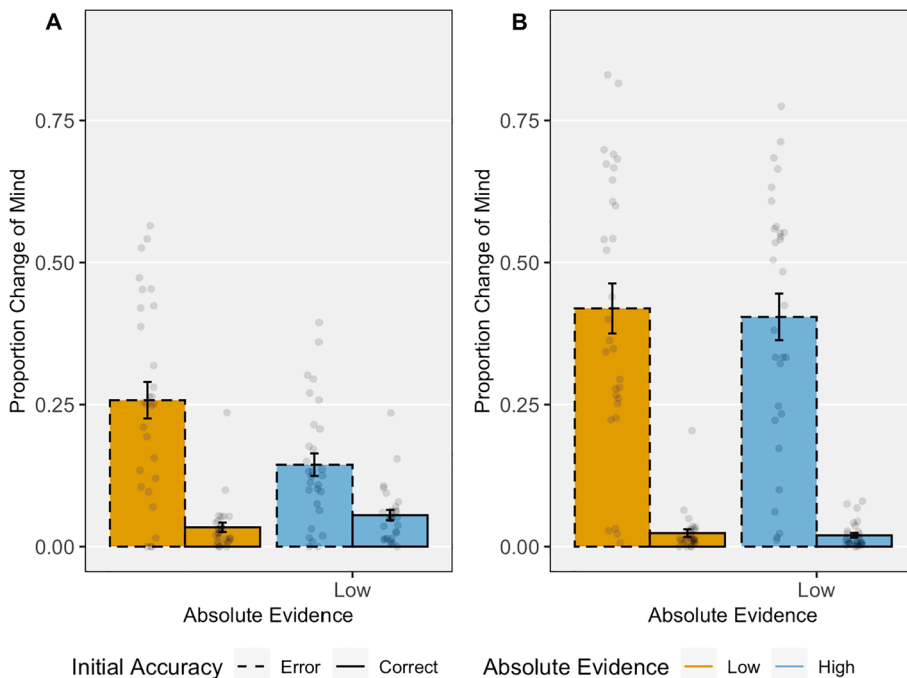 A
Proportion Change of Mind
0.75
0.50
0.25
0.00
Low
Absolute Evidence
B
Proportion Change of Mind
0.75
0.50
0.25
0.00
Low
Absolute Evidence
Initial Accuracy Error Correct
Absolute Evidence Low High